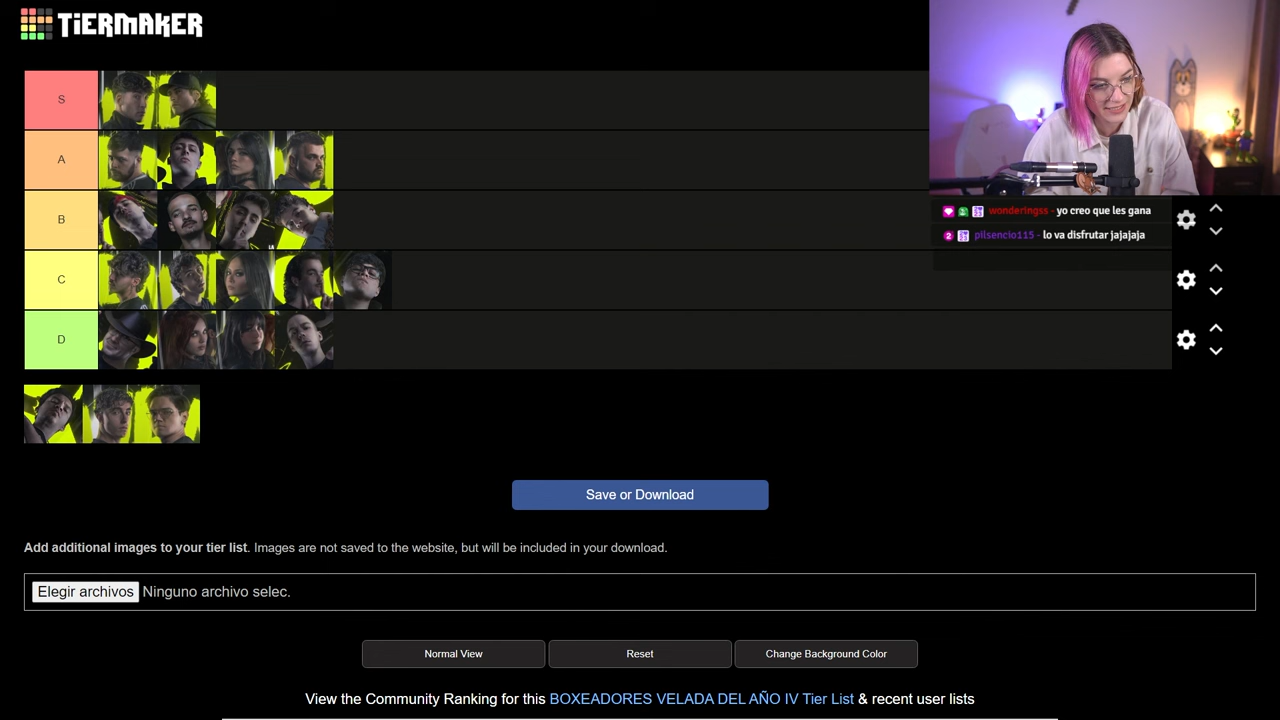 TiERMAKER
S
A
B
wonderingss - yo creo que les gana
pilsencio115 - lo va disfrutar jajajaja
C
D
Save or Download
Add additional images to your tier list. Images are not saved to the website, but will be included in your download.
Elegir archivos Ninguno archivo selec.
Normal View
Reset
Change Background Color
View the Community Ranking for this BOXEADORES VELADA DEL AÑO IV Tier List & recent user lists